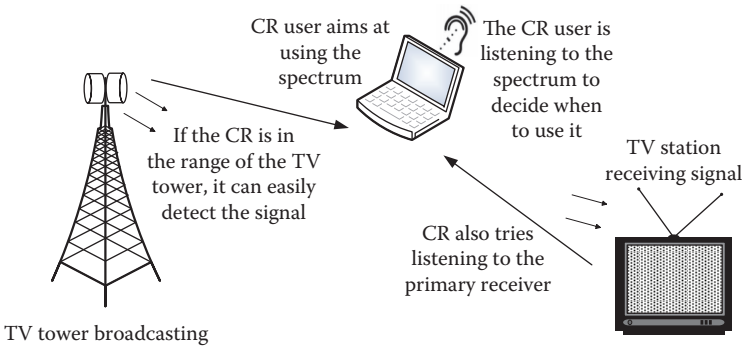 CR user aims at
using the
spectrum
The CR user is
listening to the
spectrum to
decide when
to use it
If the CR is in
the range of the TV
tower, it can easily
detect the signal
TV station
receiving signal
CR also tries
listening to the
primary receiver
TV tower broadcasting